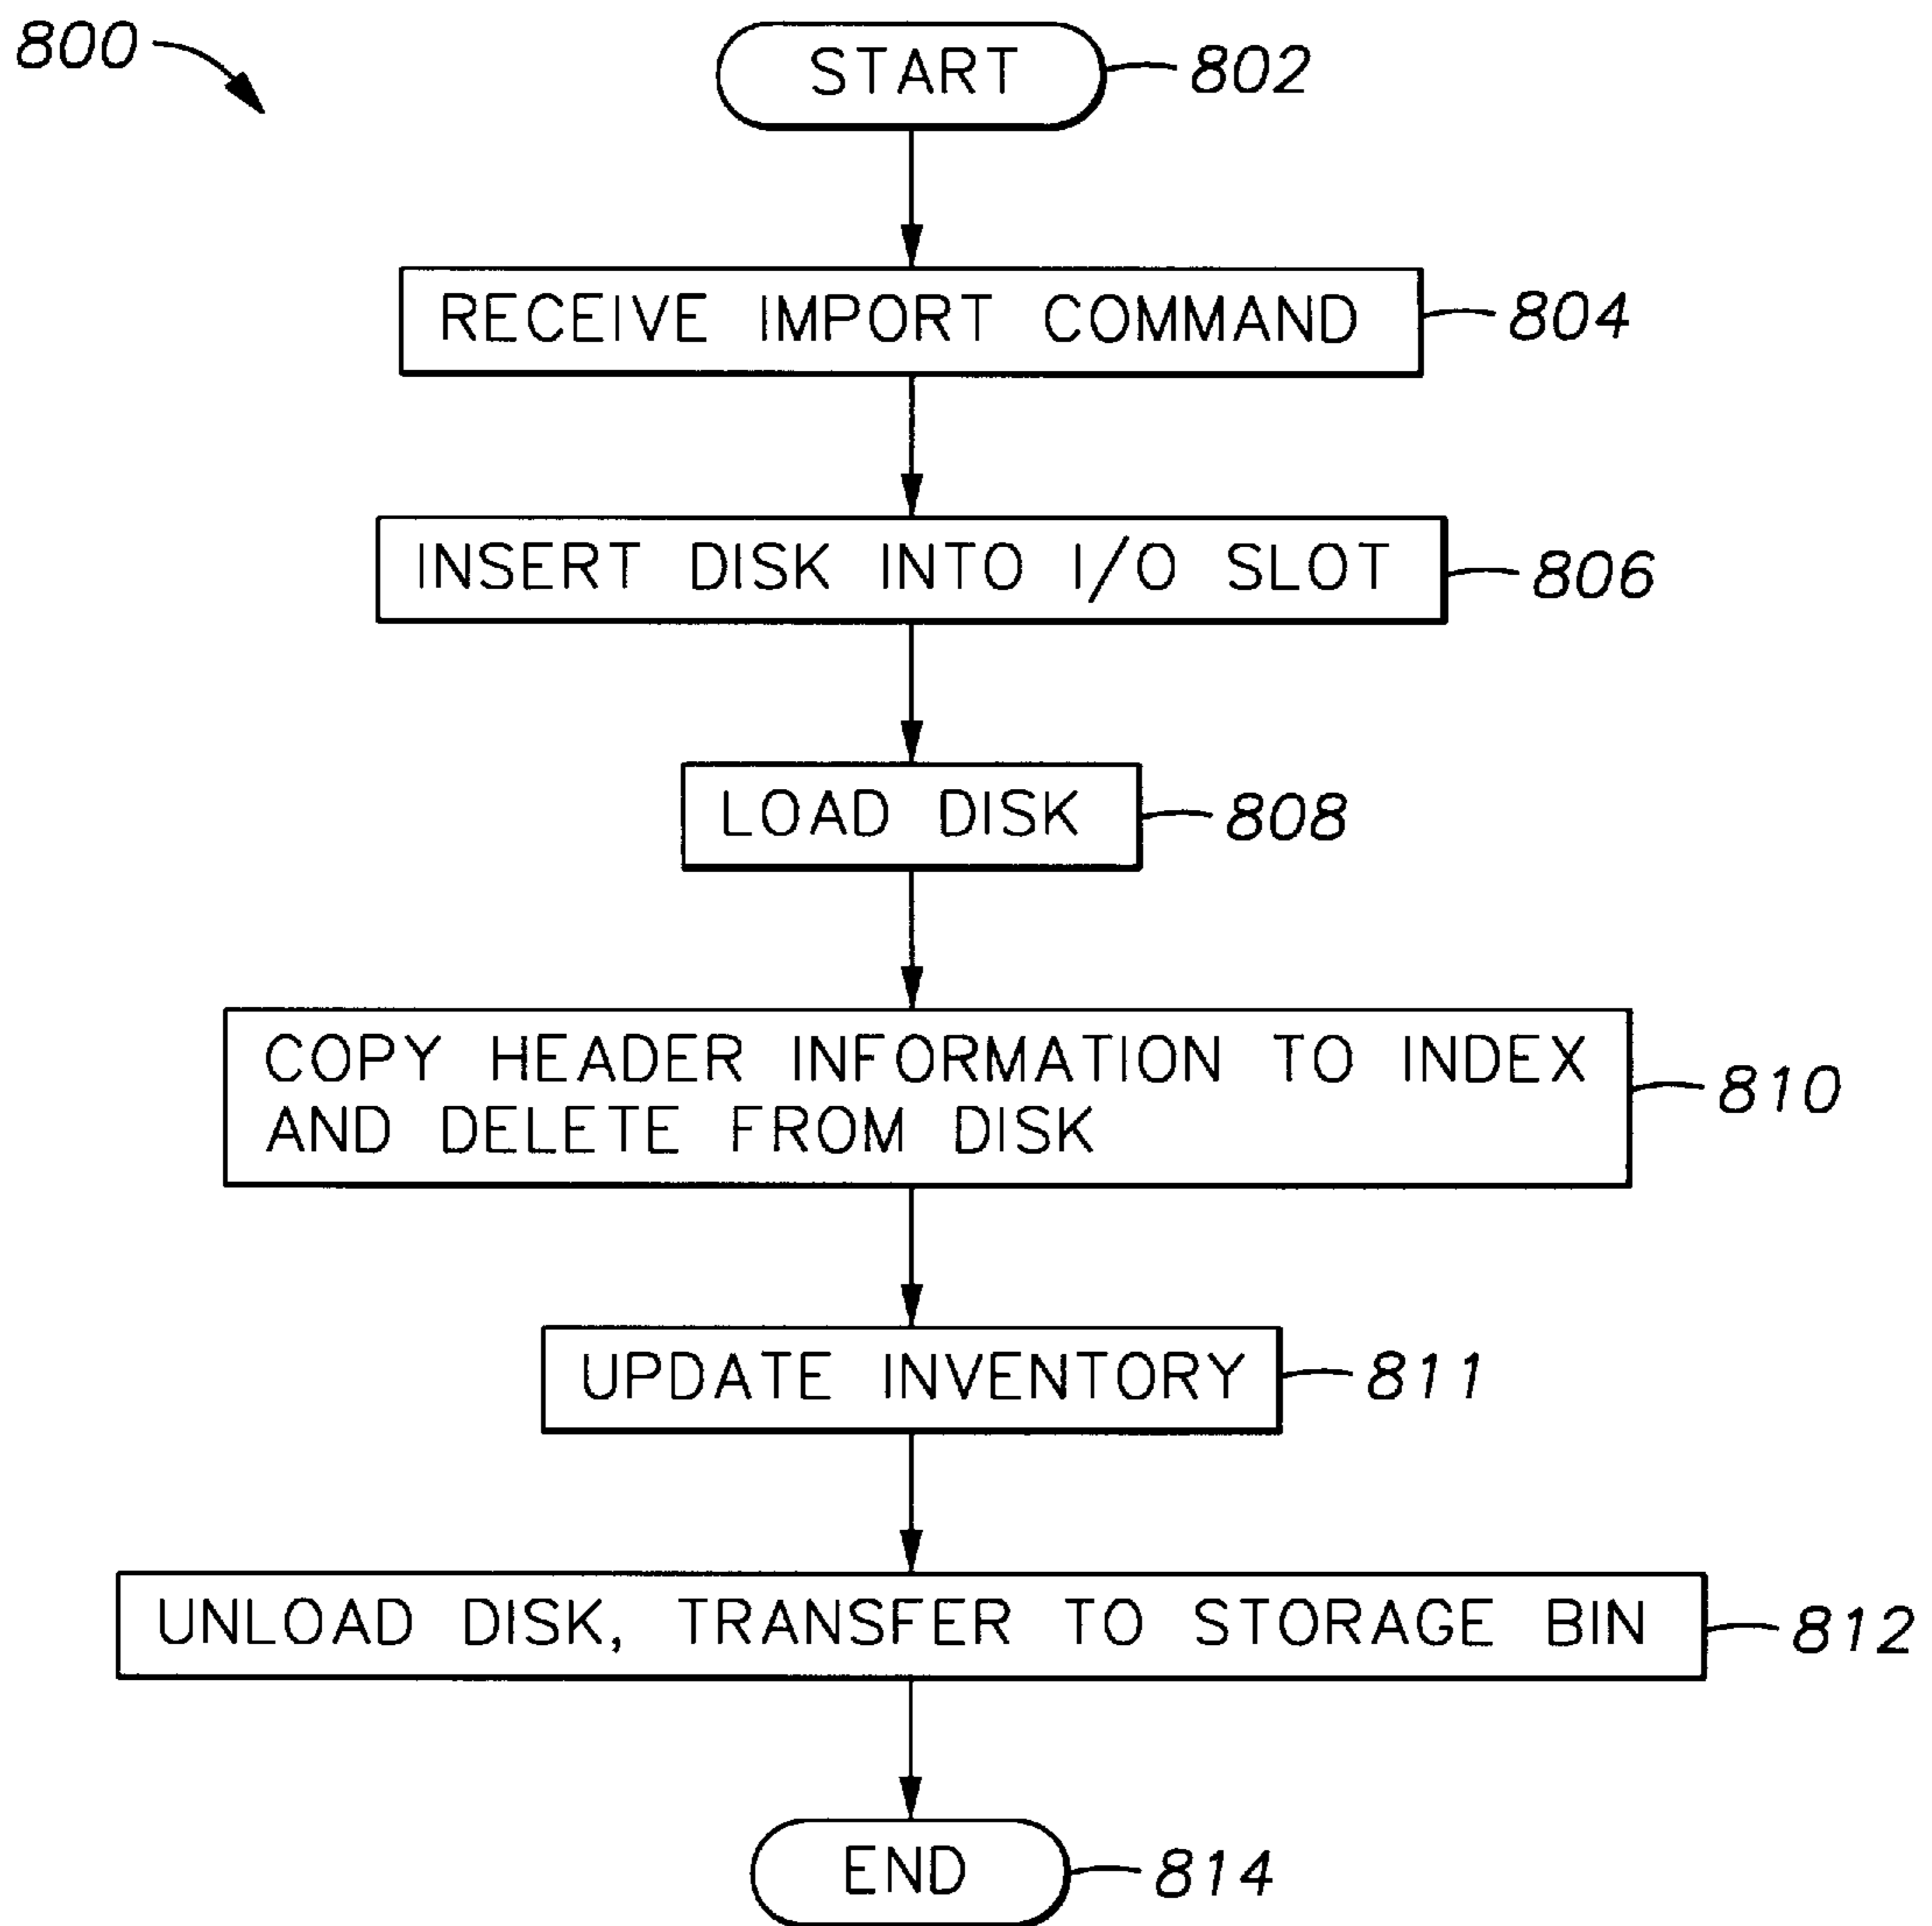 800
START 802
RECEIVE IMPORT COMMAND 804
INSERT DISK INTO I/O SLOT 806
LOAD DISK 808
COPY HEADER INFORMATION TO INDEX
AND DELETE FROM DISK
810
UPDATE INVENTORY 811
UNLOAD DISK, TRANSFER TO STORAGE BIN 812
END 814